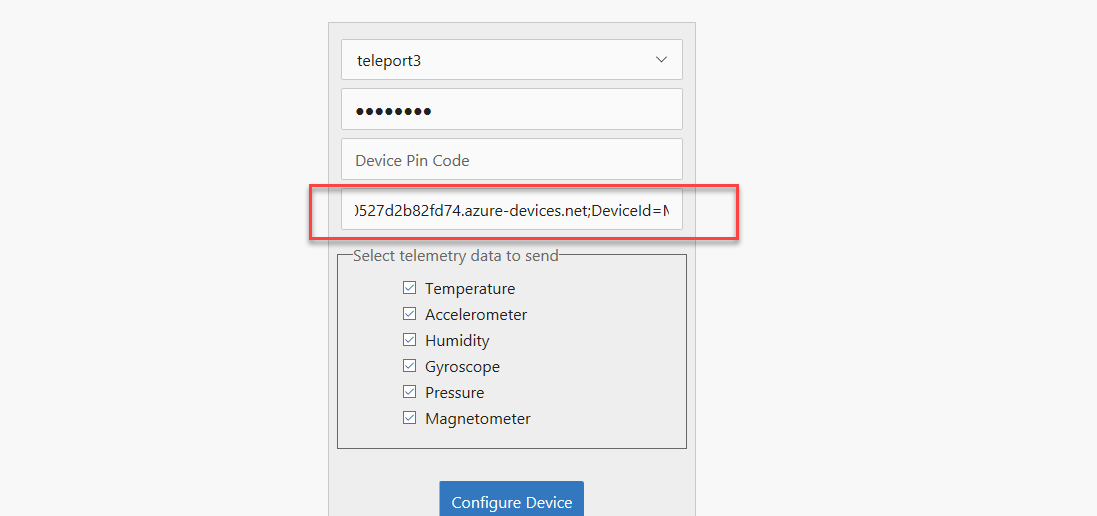 teleport3
●●●●●●●●
Device Pin Code
0527d2b82fd74.azure-devices.net;DeviceId=M
Select telemetry data to send
Temperature
Accelerometer
Humidity
Gyroscope
Pressure
Magnetometer
Configure Device